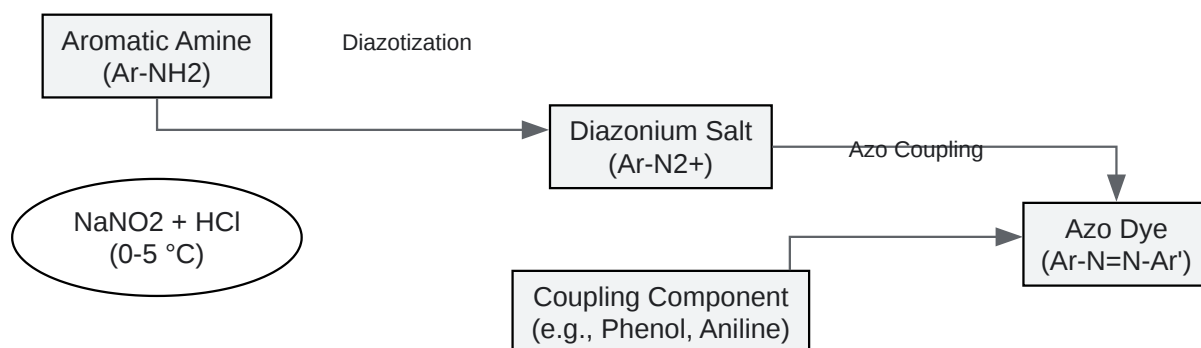 Aromatic Amine
(Ar-NH2)
Diazotization
Diazonium Salt
(Ar-N2+)
Azo Coupling
NaNO2 + HCl
(0-5 °C)
Azo Dye
(Ar-N=N-Ar')
Coupling Component
(e.g., Phenol, Aniline)